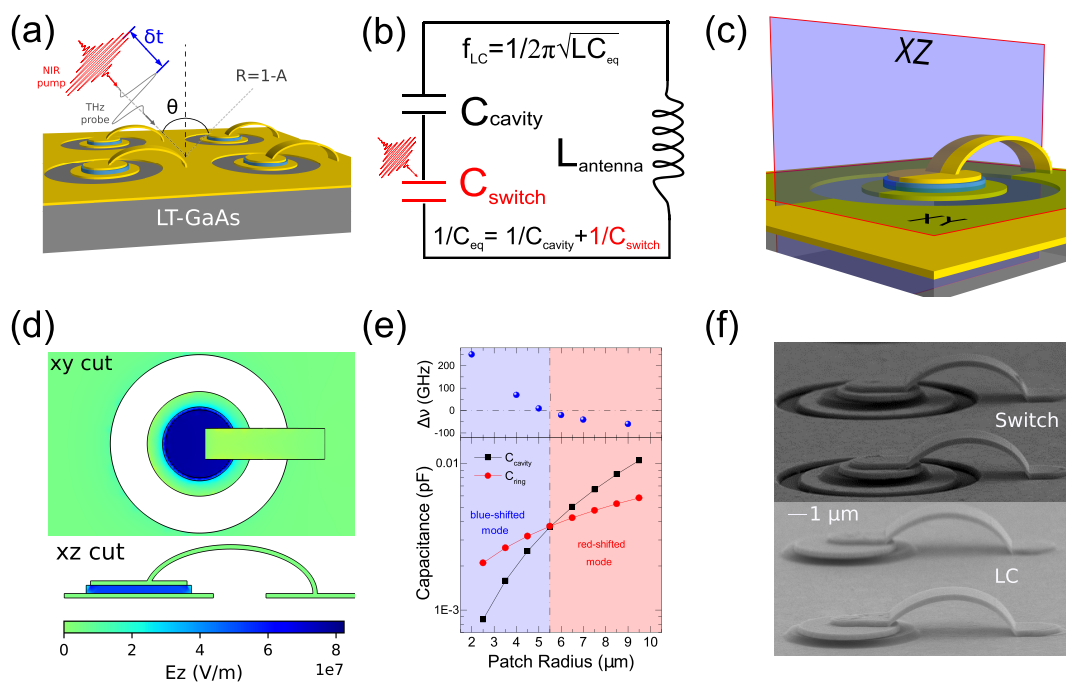 (a)
δt
NIR
pump
THz
probe
θ
R=1-A
LT-GaAs
(b)
f_LC=1/2π√LC_eq
C_cavity
L_antenna
C_switch
1/C_eq= 1/C_cavity+1/C_switch
(c)
XZ
xy
(d)
xy cut
xz cut
0
2
4
6
8
1e7
Ez (V/m)
(e)
Δν (GHz)
200
100
0
-100
Capacitance (pF)
0.01
1E-3
C_cavity
C_ring
blue-shifted
mode
red-shifted
mode
2 3 4 5 6 7 8 9 10
Patch Radius (μm)
(f)
Switch
1 μm
LC